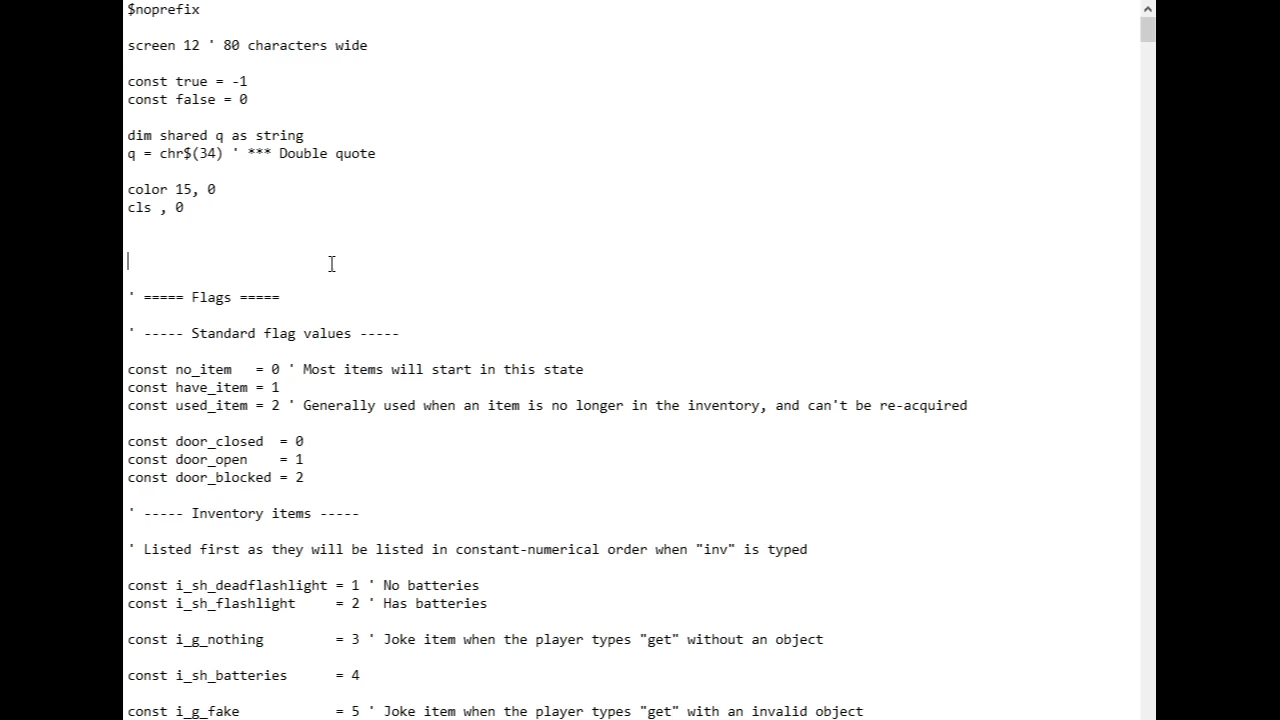 $noprefix
screen 12 ' 80 characters wide
const true = -1
const false = 0
dim shared q as string
q = chr$(34) ' *** Double quote
color 15, 0
cls , 0
' ===== Flags =====
' ----- Standard flag values -----
const no_item   = 0 ' Most items will start in this state
const have_item = 1
const used_item = 2 ' Generally used when an item is no longer in the inventory, and can't be re-acquired
const door_closed  = 0
const door_open    = 1
const door_blocked = 2
' ----- Inventory items -----
' Listed first as they will be listed in constant-numerical order when "inv" is typed
const i_sh_deadflashlight = 1 ' No batteries
const i_sh_flashlight     = 2 ' Has batteries
const i_g_nothing         = 3 ' Joke item when the player types "get" without an object
const i_sh_batteries      = 4
const i_g_fake            = 5 ' Joke item when the player types "get" with an invalid object